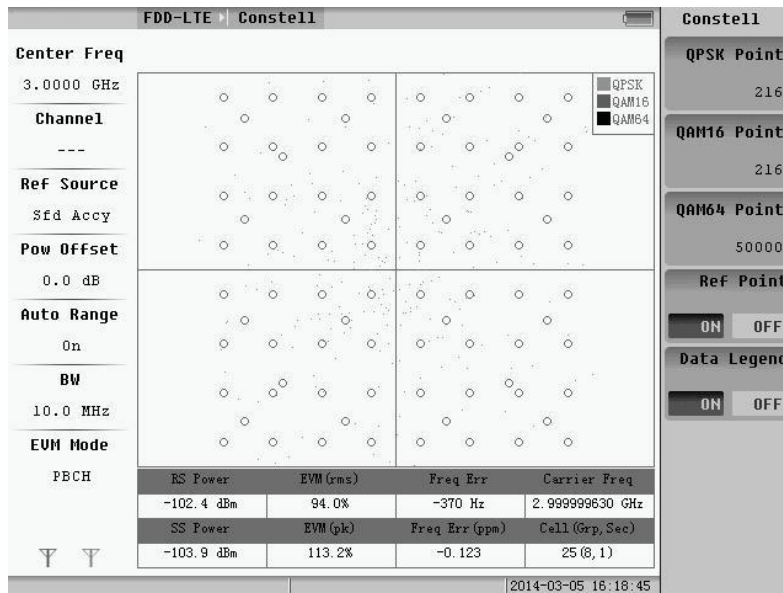 FDD-LTE Constell
Constell
Center Freq
3.0000 GHz
Channel
---
Ref Source
Sfd Accy
Pow Offset
0.0 dB
Auto Range
On
BW
10.0 MHz
EVM Mode
PBCH
QPSK
QAM16
QAM64
RS Power EVM(rms) Freq Err Carrier Freq
-102.4 dBm 94.0% -370 Hz 2.999999630 GHz
SS Power EVM(pk) Freq Err(ppm) Cell(Grp,Sec)
-103.9 dBm 113.2% -0.123 25(8,1)
2014-03-05 16:18:45
QPSK Point
216
QAM16 Point
216
QAM64 Point
50000
Ref Point
ON OFF
Data Legend
ON OFF